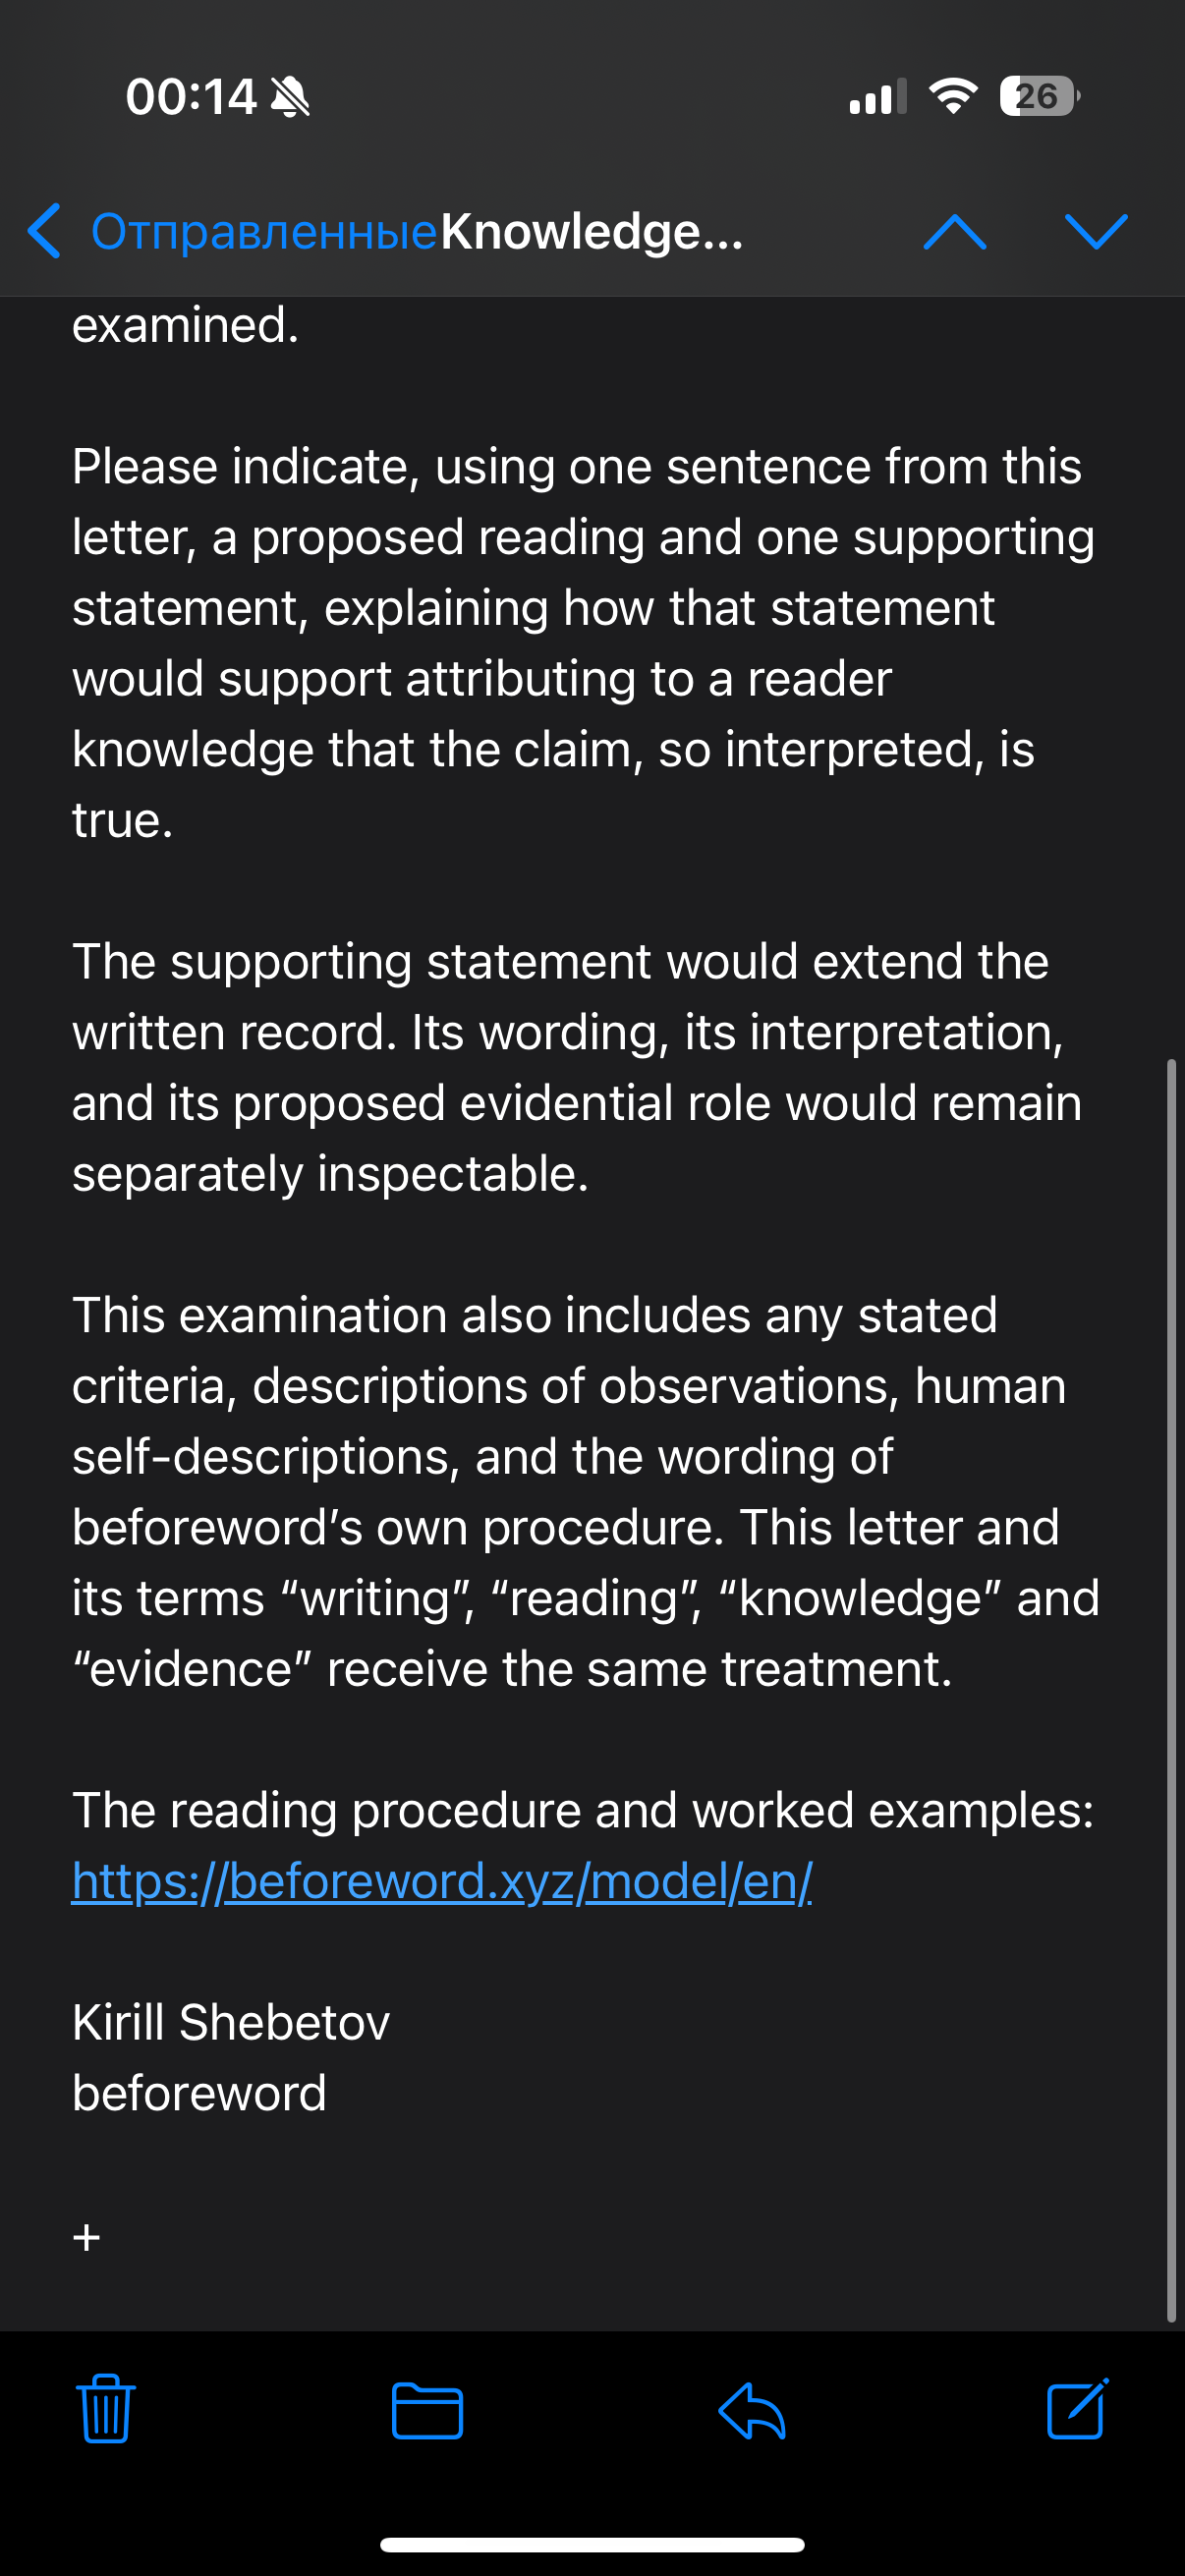 00:14
26
Отправленные Knowledge...
examined.
Please indicate, using one sentence from this
letter, a proposed reading and one supporting
statement, explaining how that statement
would support attributing to a reader
knowledge that the claim, so interpreted, is
true.
The supporting statement would extend the
written record. Its wording, its interpretation,
and its proposed evidential role would remain
separately inspectable.
This examination also includes any stated
criteria, descriptions of observations, human
self-descriptions, and the wording of
beforeword’s own procedure. This letter and
its terms “writing”, “reading”, “knowledge” and
“evidence” receive the same treatment.
The reading procedure and worked examples:
https://beforeword.xyz/model/en/
Kirill Shebetov
beforeword
+